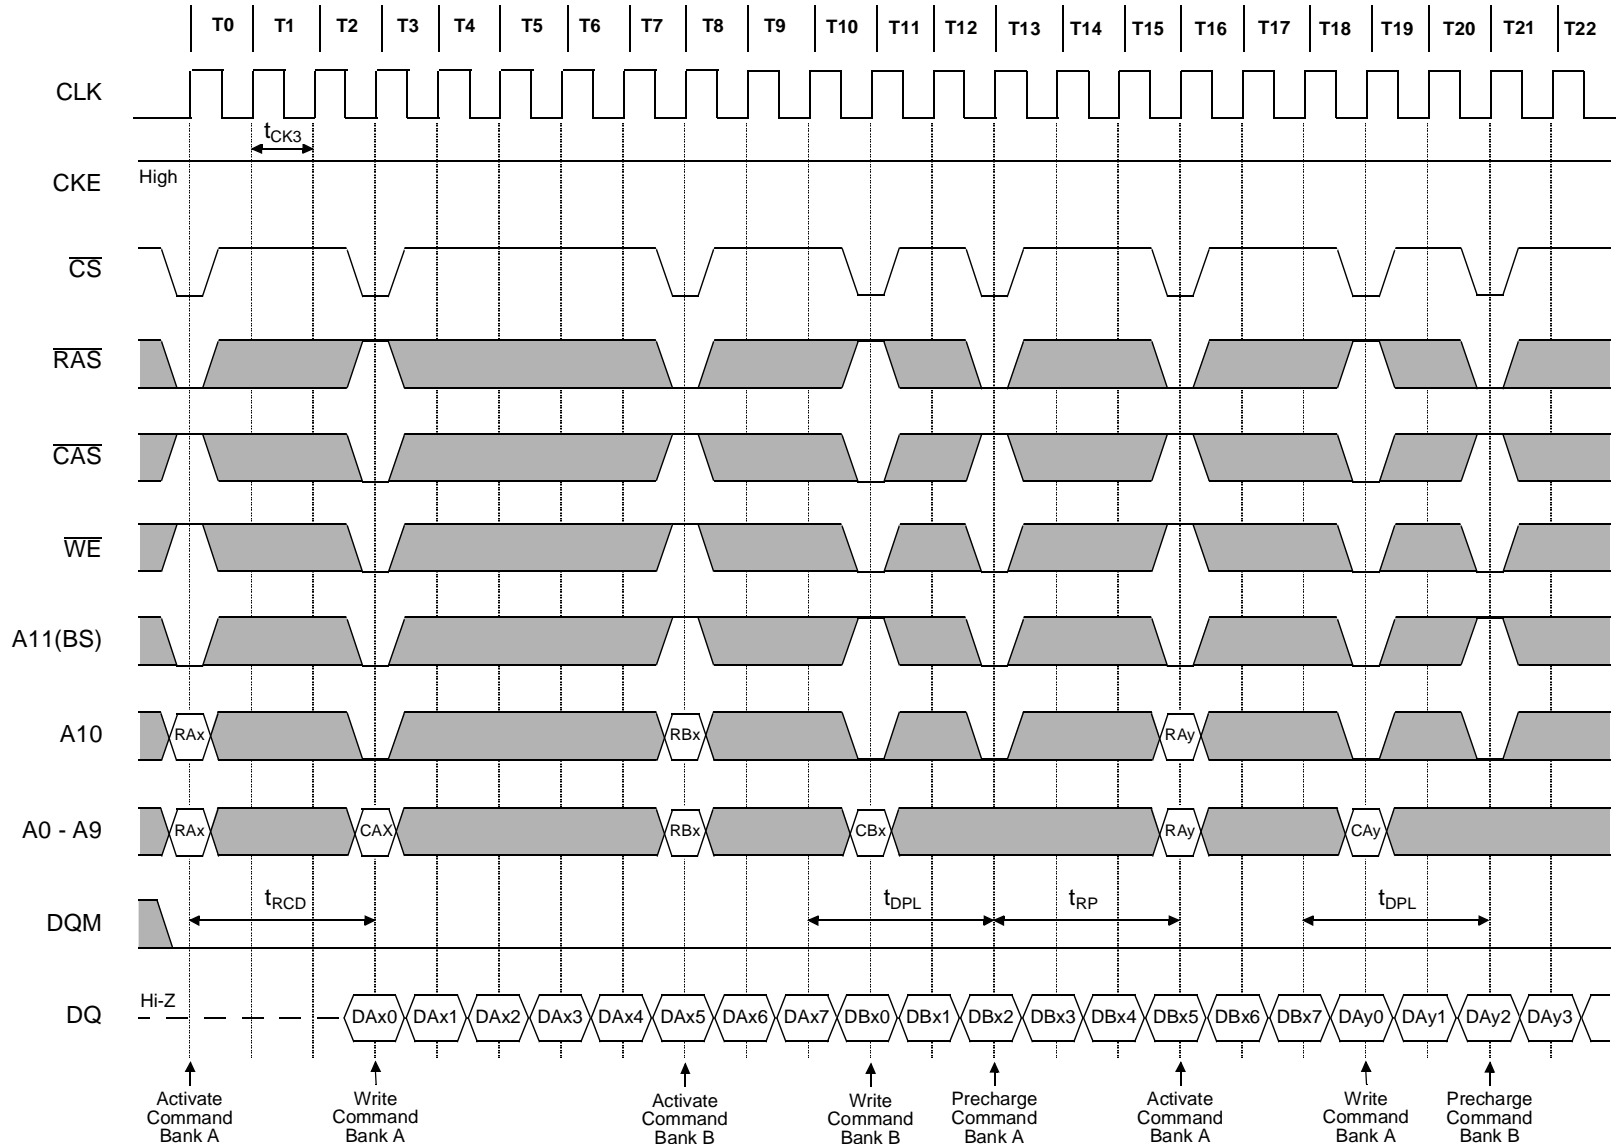 T0 T1 T2 T3 T4 T5 T6 T7 T8 T9 T10 T11 T12 T13 T14 T15 T16 T17 T18 T19 T20 T21 T22
CLK
tCK3
CKE High
CS
RAS
CAS
WE
A11(BS)
A10 RAx RBx RAy
A0 - A9 RAx CAX RBx CBx RAy CAy
DQM tRCD tDPL tRP tDPL
DQ Hi-Z DAx0 DAx1 DAx2 DAx3 DAx4 DAx5 DAx6 DAx7 DBx0 DBx1 DBx2 DBx3 DBx4 DBx5 DBx6 DBx7 DAy0 DAy1 DAy2 DAy3
Activate
Command
Bank A
Write
Command
Bank A
Activate
Command
Bank B
Write
Command
Bank B
Precharge
Command
Bank A
Activate
Command
Bank A
Write
Command
Bank A
Precharge
Command
Bank B